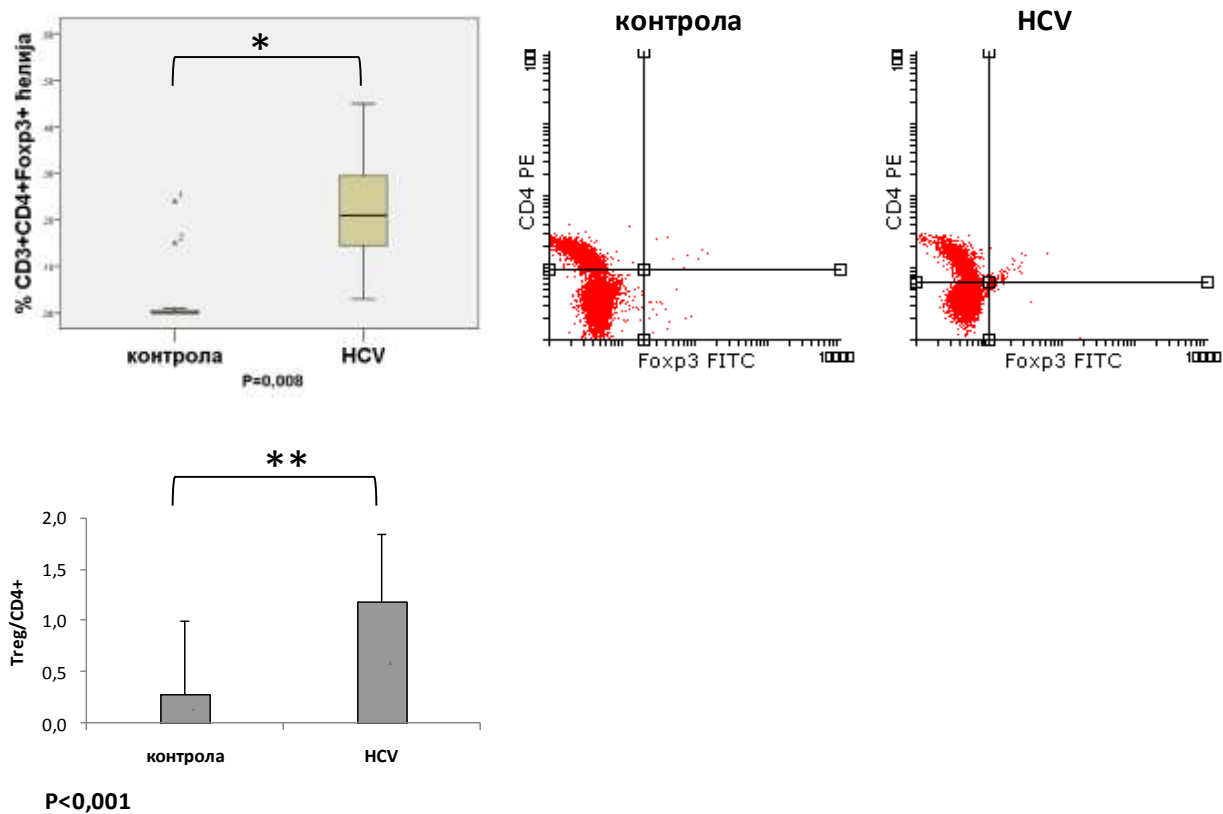 % CD3+CD4+Foxp3+ ћелија
*
контрола
HCV
P=0,008
контрола
CD4 PE
Foxp3 FITC
HCV
CD4 PE
Foxp3 FITC
**
Treg/CD4+
2,0
1,5
1,0
0,5
0,0
контрола
HCV
P<0,001